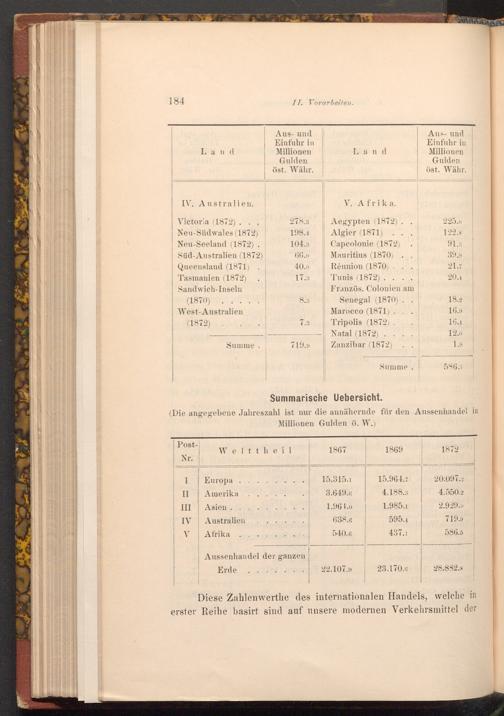 184
II. Vorarbeiten.
Land
Aus- und Einfuhr in Millionen Gulden öst. Währ.
Land
Aus- und Einfuhr in Millionen Gulden öst. Währ.
IV. Australien.
Victoria (1872) . . . 278.3
Neu-Südwales (1872) 198.4
Neu-Seeland (1872) . 104.3
Süd-Australien (1872) 66.0
Queensland (1871) . 40.0
Tasmanien (1872) . 17.3
Sandwich-Inseln
(1870) . . . . . 8.3
West-Australien
(1872) . . . 7.3
Summe . 719.9
V. Afrika.
Aegypten (1872) . . 225.0
Algier (1871) . . . 122.8
Capcolonie (1872) .
Mauritius (1870) . .
Réunion (1870) . . . 21.7
Tunis (1872) . . . . 20.4
Französ. Colonien am
Senegal (1870) . . 18.2
Marocco (1871) . . . 16.9
Tripolis (1872) . . . 16.4
Natal (1872) . . . . 12.0
Zanzibar (1872) . . 1.8
Summe .
Summarische Uebersicht.
(Die angegebene Jahreszahl ist nur die annähernde für den Aussenhandel in
Millionen Gulden ö. W.)
Post-Nr. Welttheil 1867 1869 1872
I Europa . . . . . . . 15.315.1 15.964.2 20.097.2
II Amerika . . . . . . 3.649.6 4.188.3 4.550.2
III Asien . . . . . . . 1.964.0 1.985.1 2.929.0
IV Australien . . . . . 638.6 595.4 719.9
V Afrika . . . . . . . 540.6 437.1 586.5
Aussenhandel der ganzen
Erde . . . . . . . 22.107.9 23.170.6 28.882.8
Diese Zahlenwerthe des internationalen Handels, welche in
erster Reihe basirt sind auf unsere modernen Verkehrsmittel der